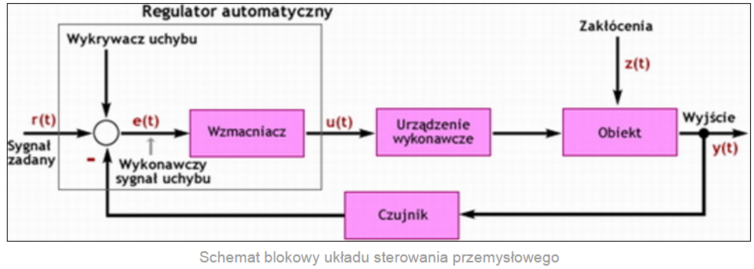 Regulator automatyczny
Wykrywacz uchybu
Zakłócenia
z(t)
r(t)
Sygnał
zadany
-
e(t)
Wykonawczy
sygnał uchybu
Wzmacniacz
u(t)
Urządzenie
wykonawcze
Obiekt
Wyjście
y(t)
Czujnik
Schemat blokowy układu sterowania przemysłowego